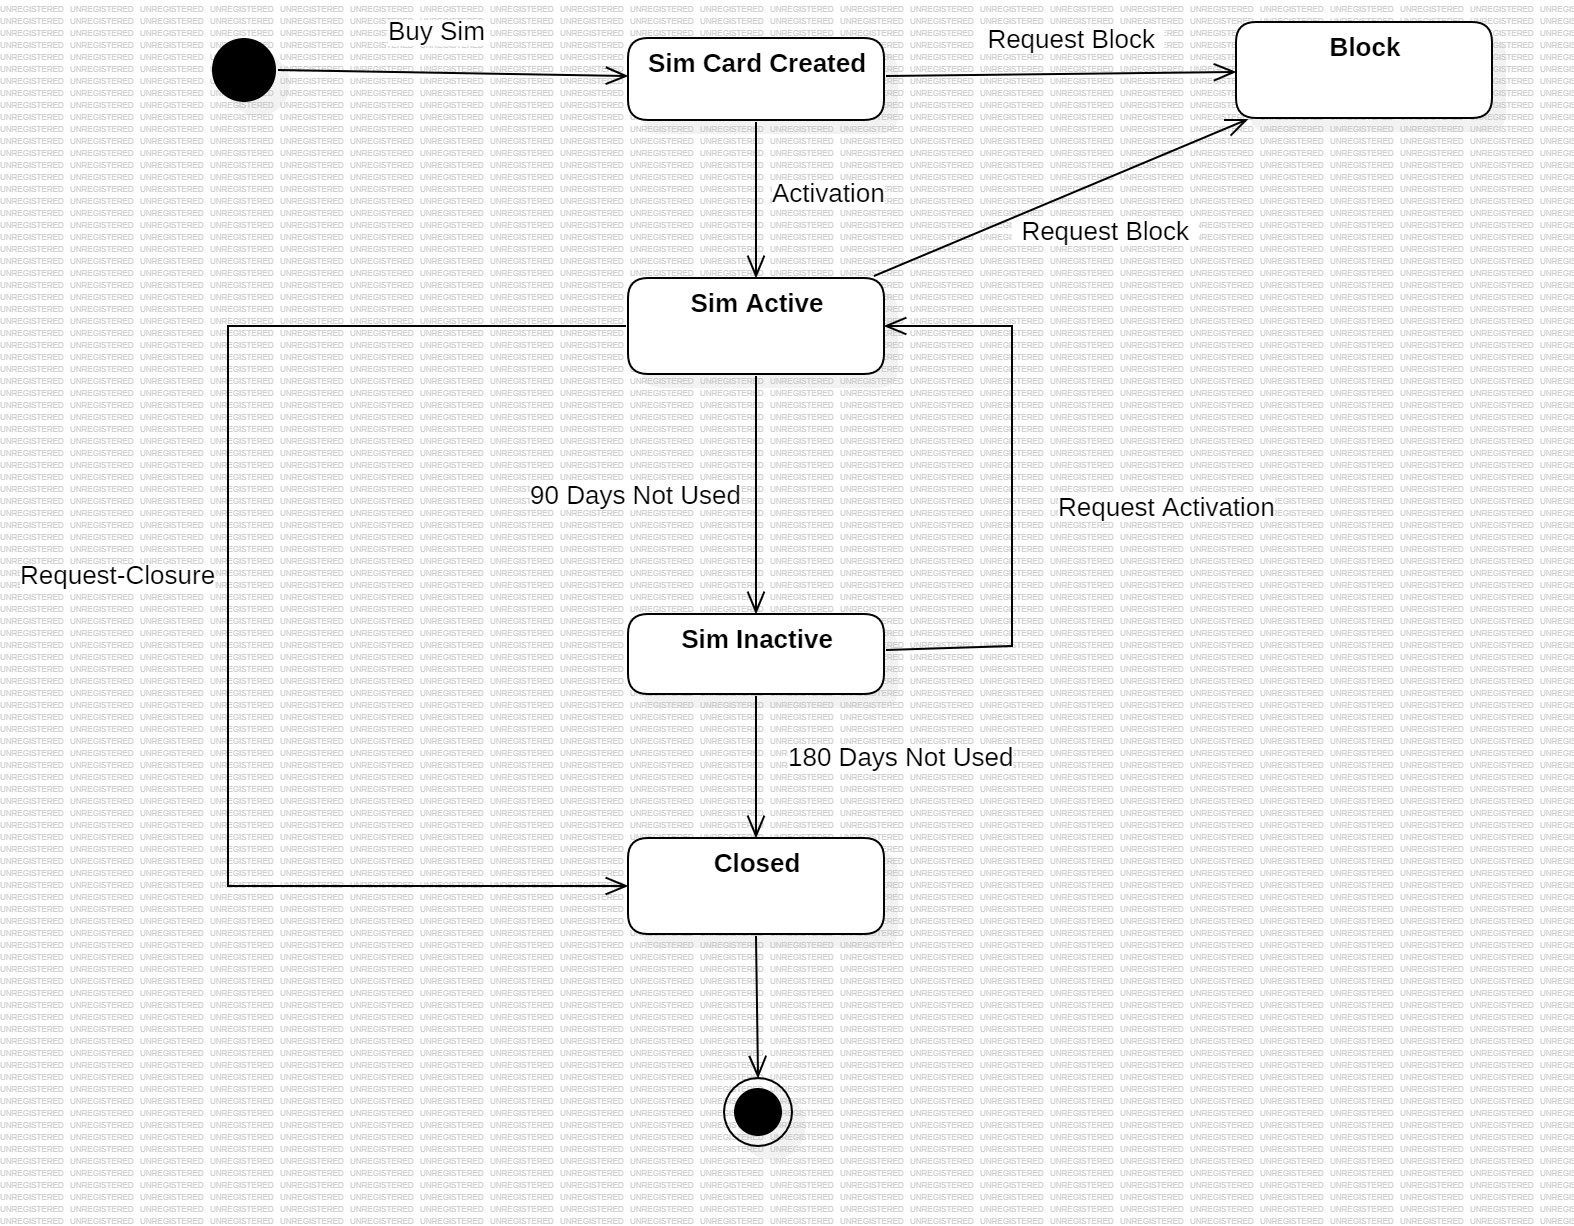 Buy Sim
Sim Card Created
Request Block
Block
Activation
Request Block
Sim Active
90 Days Not Used
Request Activation
Request-Closure
Sim Inactive
180 Days Not Used
Closed
UNREGISTERED